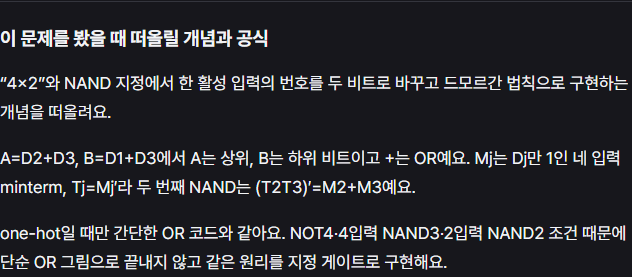 이 문제를 봤을 때 떠올릴 개념과 공식
“4×2”와 NAND 지정에서 한 활성 입력의 번호를 두 비트로 바꾸고 드모르간 법칙으로 구현하는
개념을 떠올려요.
A=D2+D3, B=D1+D3에서 A는 상위, B는 하위 비트이고 +는 OR예요. Mj는 Dj만 1인 네 입력
minterm, Tj=Mj′라 두 번째 NAND는 (T2T3)′=M2+M3예요.
one-hot일 때만 간단한 OR 코드와 같아요. NOT4·4입력 NAND3·2입력 NAND2 조건 때문에
단순 OR 그림으로 끝내지 않고 같은 원리를 지정 게이트로 구현해요.